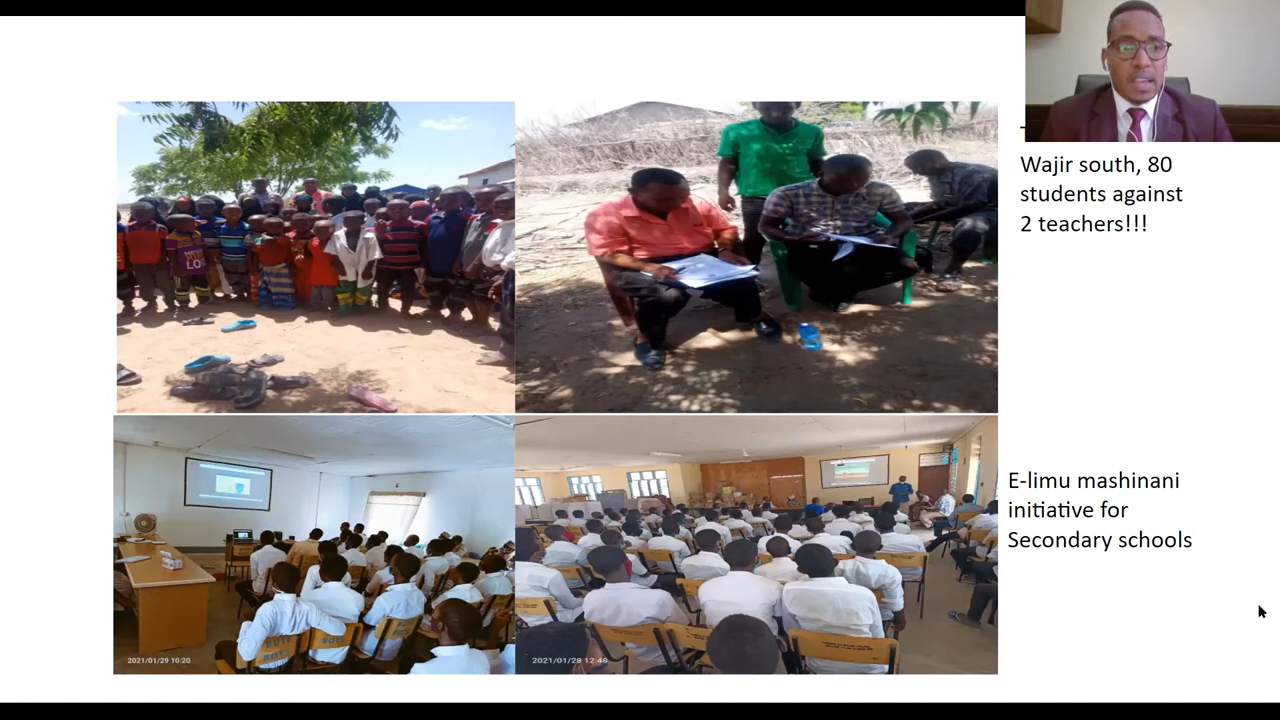 Wajir south, 80
students against
2 teachers!!!
E-limu mashinani
initiative for
Secondary schools
2021/01/29 10:20
2021/01/28 12:48